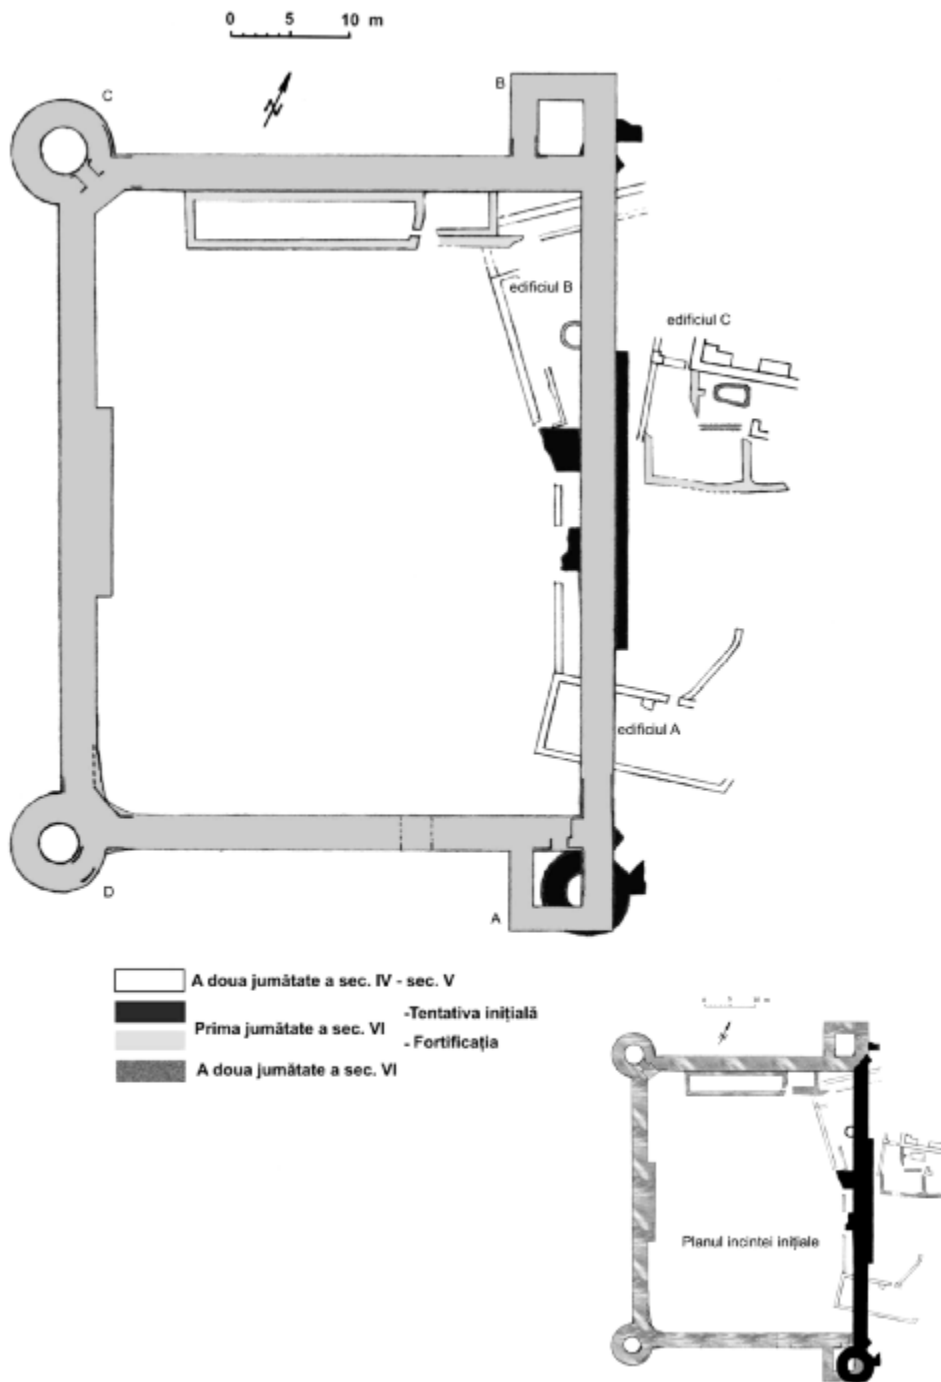 0 5 10 m
N
C
B
edificiul B
edificiul C
edificiul A
D
A
A doua jumătate a sec. IV - sec. V
Prima jumătate a sec. VI
-Tentativa inițială
- Fortificația
A doua jumătate a sec. VI
Planul incintei inițiale